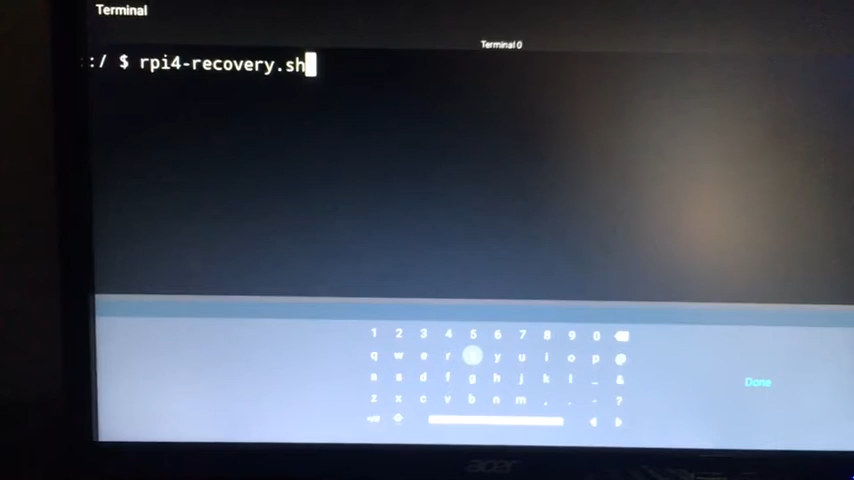 Terminal
Terminal 0
:/ $ rpi4-recovery.sh
1 2 3 4 5 6 7 8 9 0
q w e r y u i o p @
a s d f g h j k l _ &
z x c v b n m , . - ?
Done
acer